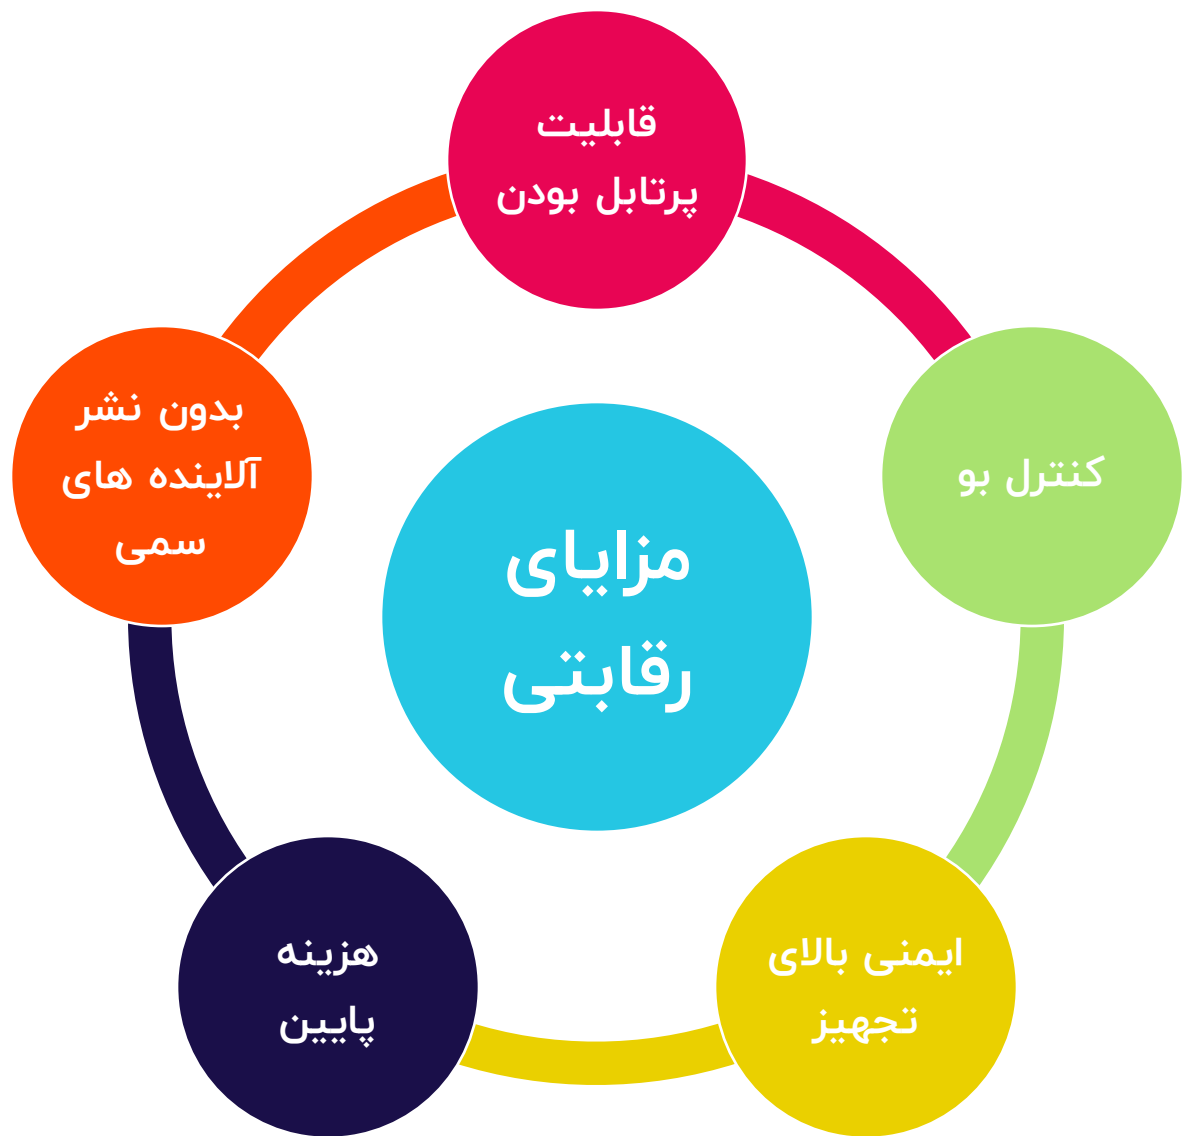 قابلیت
پرتابل بودن
کنترل بو
ایمنی بالای
تجهیز
هزینه
پایین
بدون نشر
آلاینده های
سمی
مزایای
رقابتی